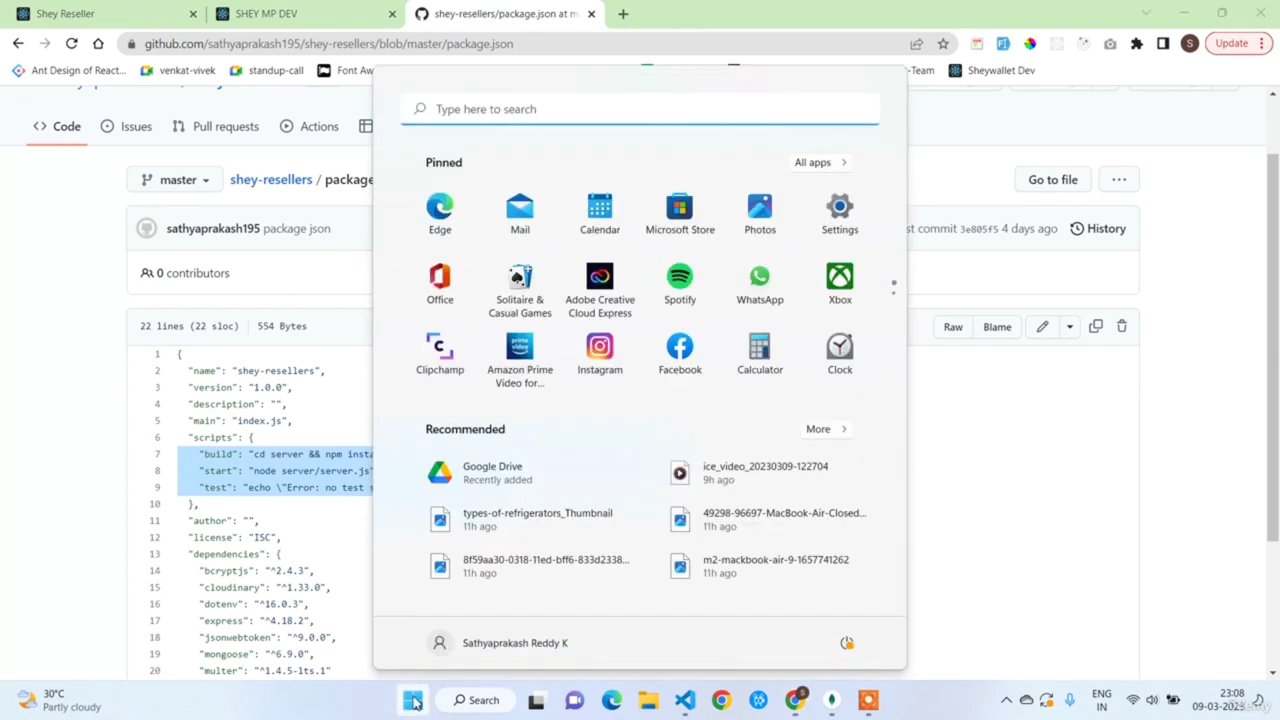 Shey Reseller
SHEY MP DEV
shey-resellers/package.json at m
github.com/sathyaprakash195/shey-resellers/blob/master/package.json
S
Update
Ant Design of React...
venkat-vivek
standup-call
Font Aw
-Team
Sheywallet Dev
Type here to search
Code
Issues
Pull requests
Actions
Pinned
All apps
master
shey-resellers / package
Go to file
...
Edge
Mail
Calendar
Microsoft Store
Photos
Settings
sathyaprakash195 package json
st commit 3e805f5 4 days ago
History
0 contributors
Office
Solitaire &
Casual Games
Adobe Creative
Cloud Express
Spotify
WhatsApp
Xbox
22 lines (22 sloc)
554 Bytes
Raw
Blame
Clipchamp
prime video
Amazon Prime
Video for...
Instagram
Facebook
Calculator
Clock
1 {
2 "name": "shey-resellers",
3 "version": "1.0.0",
4 "description": "",
5 "main": "index.js",
6 "scripts": {
7 "build": "cd server && npm insta
8 "start": "node server/server.js"
9 "test": "echo \"Error: no test s
10 },
11 "author": "",
12 "license": "ISC",
13 "dependencies": {
14 "bcryptjs": "^2.4.3",
15 "cloudinary": "^1.33.0",
16 "dotenv": "^16.0.3",
17 "express": "^4.18.2",
18 "jsonwebtoken": "^9.0.0",
19 "mongoose": "^6.9.0",
20 "multer": "^1.4.5-lts.1"
Recommended
More
Google Drive
Recently added
ice_video_20230309-122704
9h ago
types-of-refrigerators_Thumbnail
11h ago
49298-96697-MacBook-Air-Closed...
11h ago
8f59aa30-0318-11ed-bff6-833d2338...
11h ago
m2-mackbook-air-9-1657741262
11h ago
Sathyaprakash Reddy K
30°C
Partly cloudy
Search
ENG
IN
23:08
09-03-2023